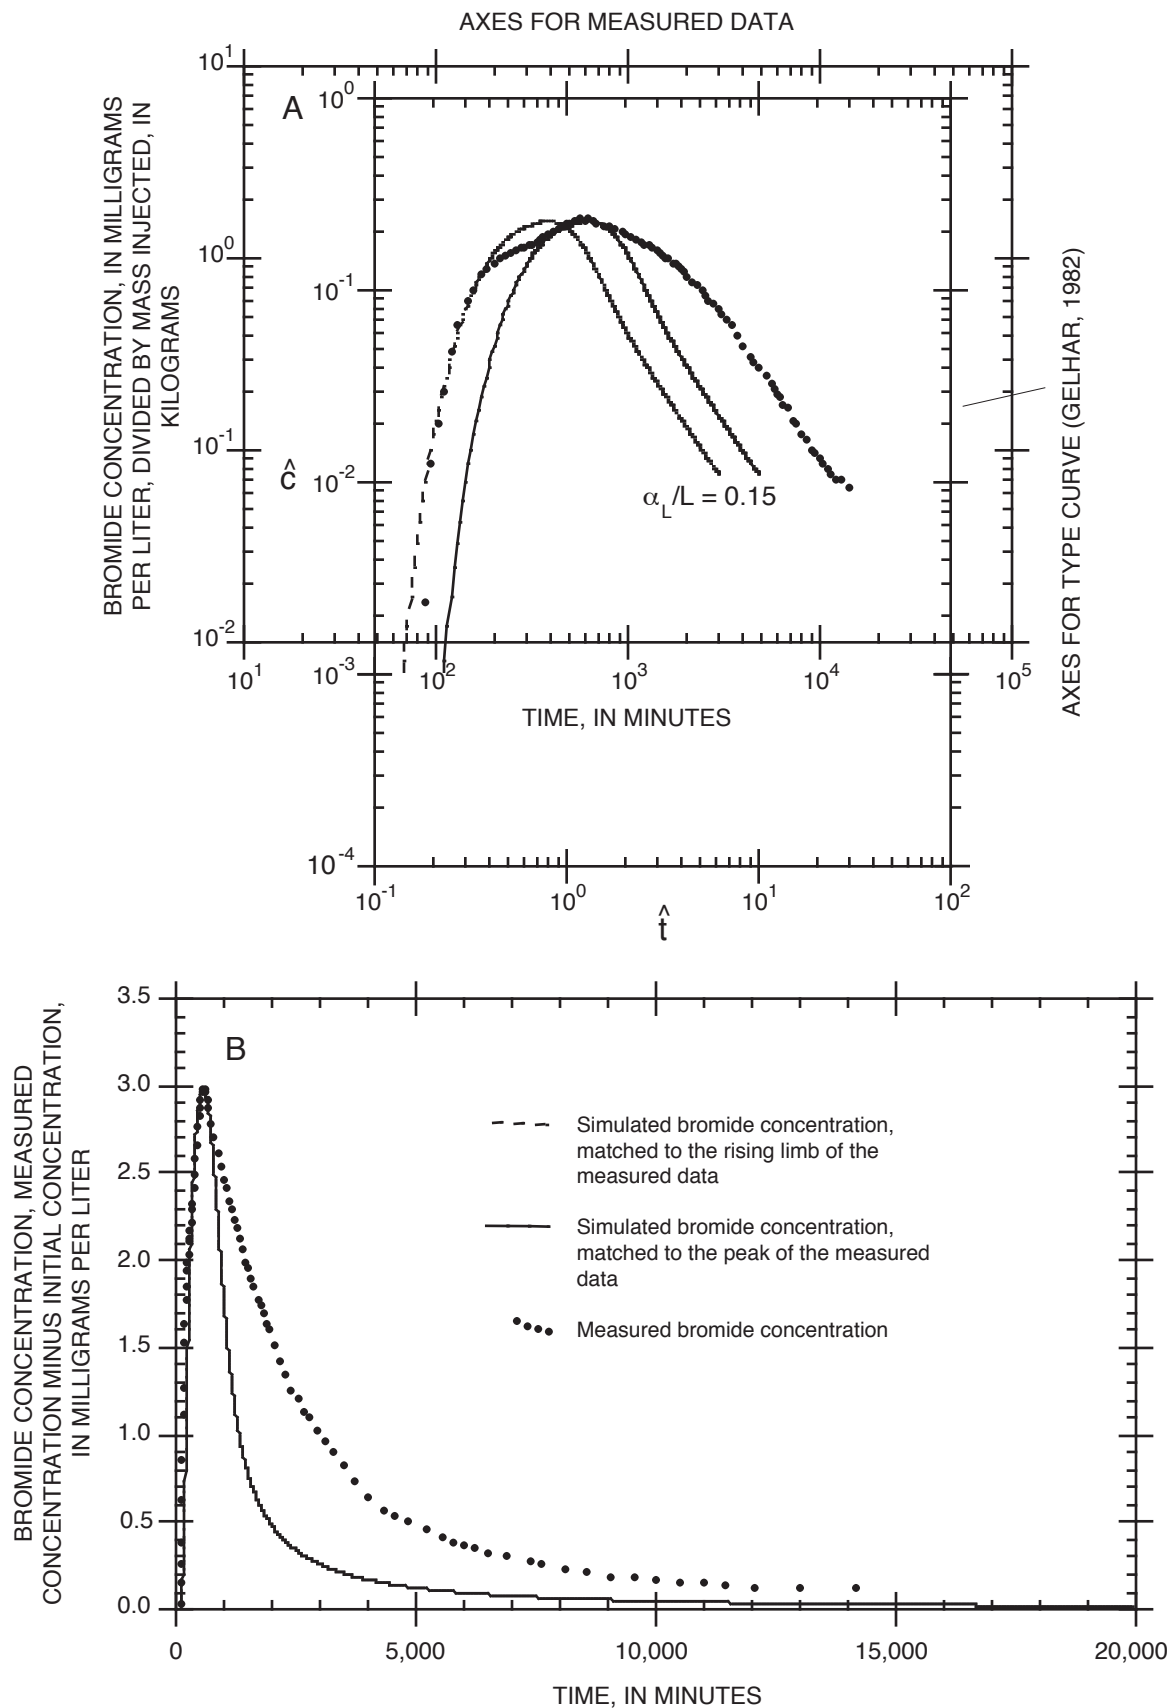 AXES FOR MEASURED DATA
A
BROMIDE CONCENTRATION, IN MILLIGRAMS
PER LITER, DIVIDED BY MASS INJECTED, IN
KILOGRAMS
10^1
10^0
10^-1
10^-2
ĉ
10^0
10^-1
10^-2
10^-3
10^-4
α_L/L = 0.15
10^1
10^2
10^3
10^4
10^5
TIME, IN MINUTES
10^-1
10^0
10^1
10^2
t̂
AXES FOR TYPE CURVE (GELHAR, 1982)
B
BROMIDE CONCENTRATION, MEASURED
CONCENTRATION MINUS INITIAL CONCENTRATION,
IN MILLIGRAMS PER LITER
3.5
3.0
2.5
2.0
1.5
1.0
0.5
0.0
Simulated bromide concentration,
matched to the rising limb of the
measured data
Simulated bromide concentration,
matched to the peak of the measured
data
Measured bromide concentration
0
5,000
10,000
15,000
20,000
TIME, IN MINUTES